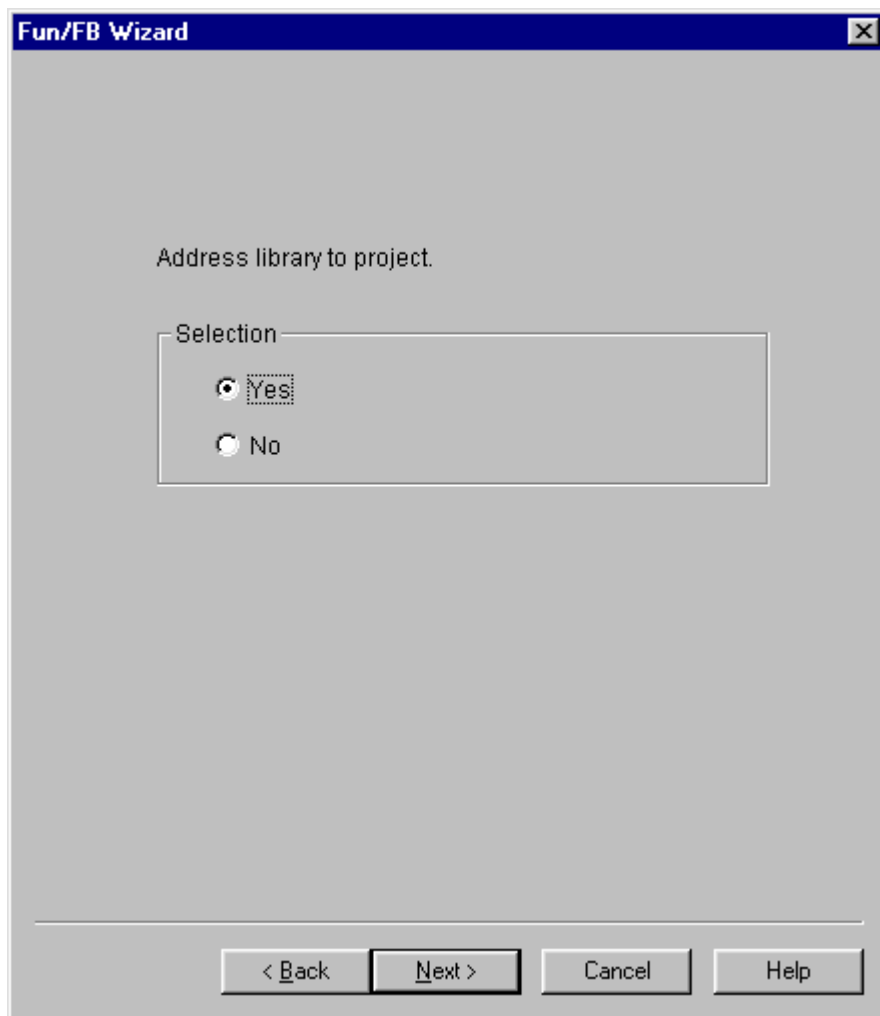 Fun/FB Wizard
Address library to project.
Selection
Yes
No
< Back
Next >
Cancel
Help